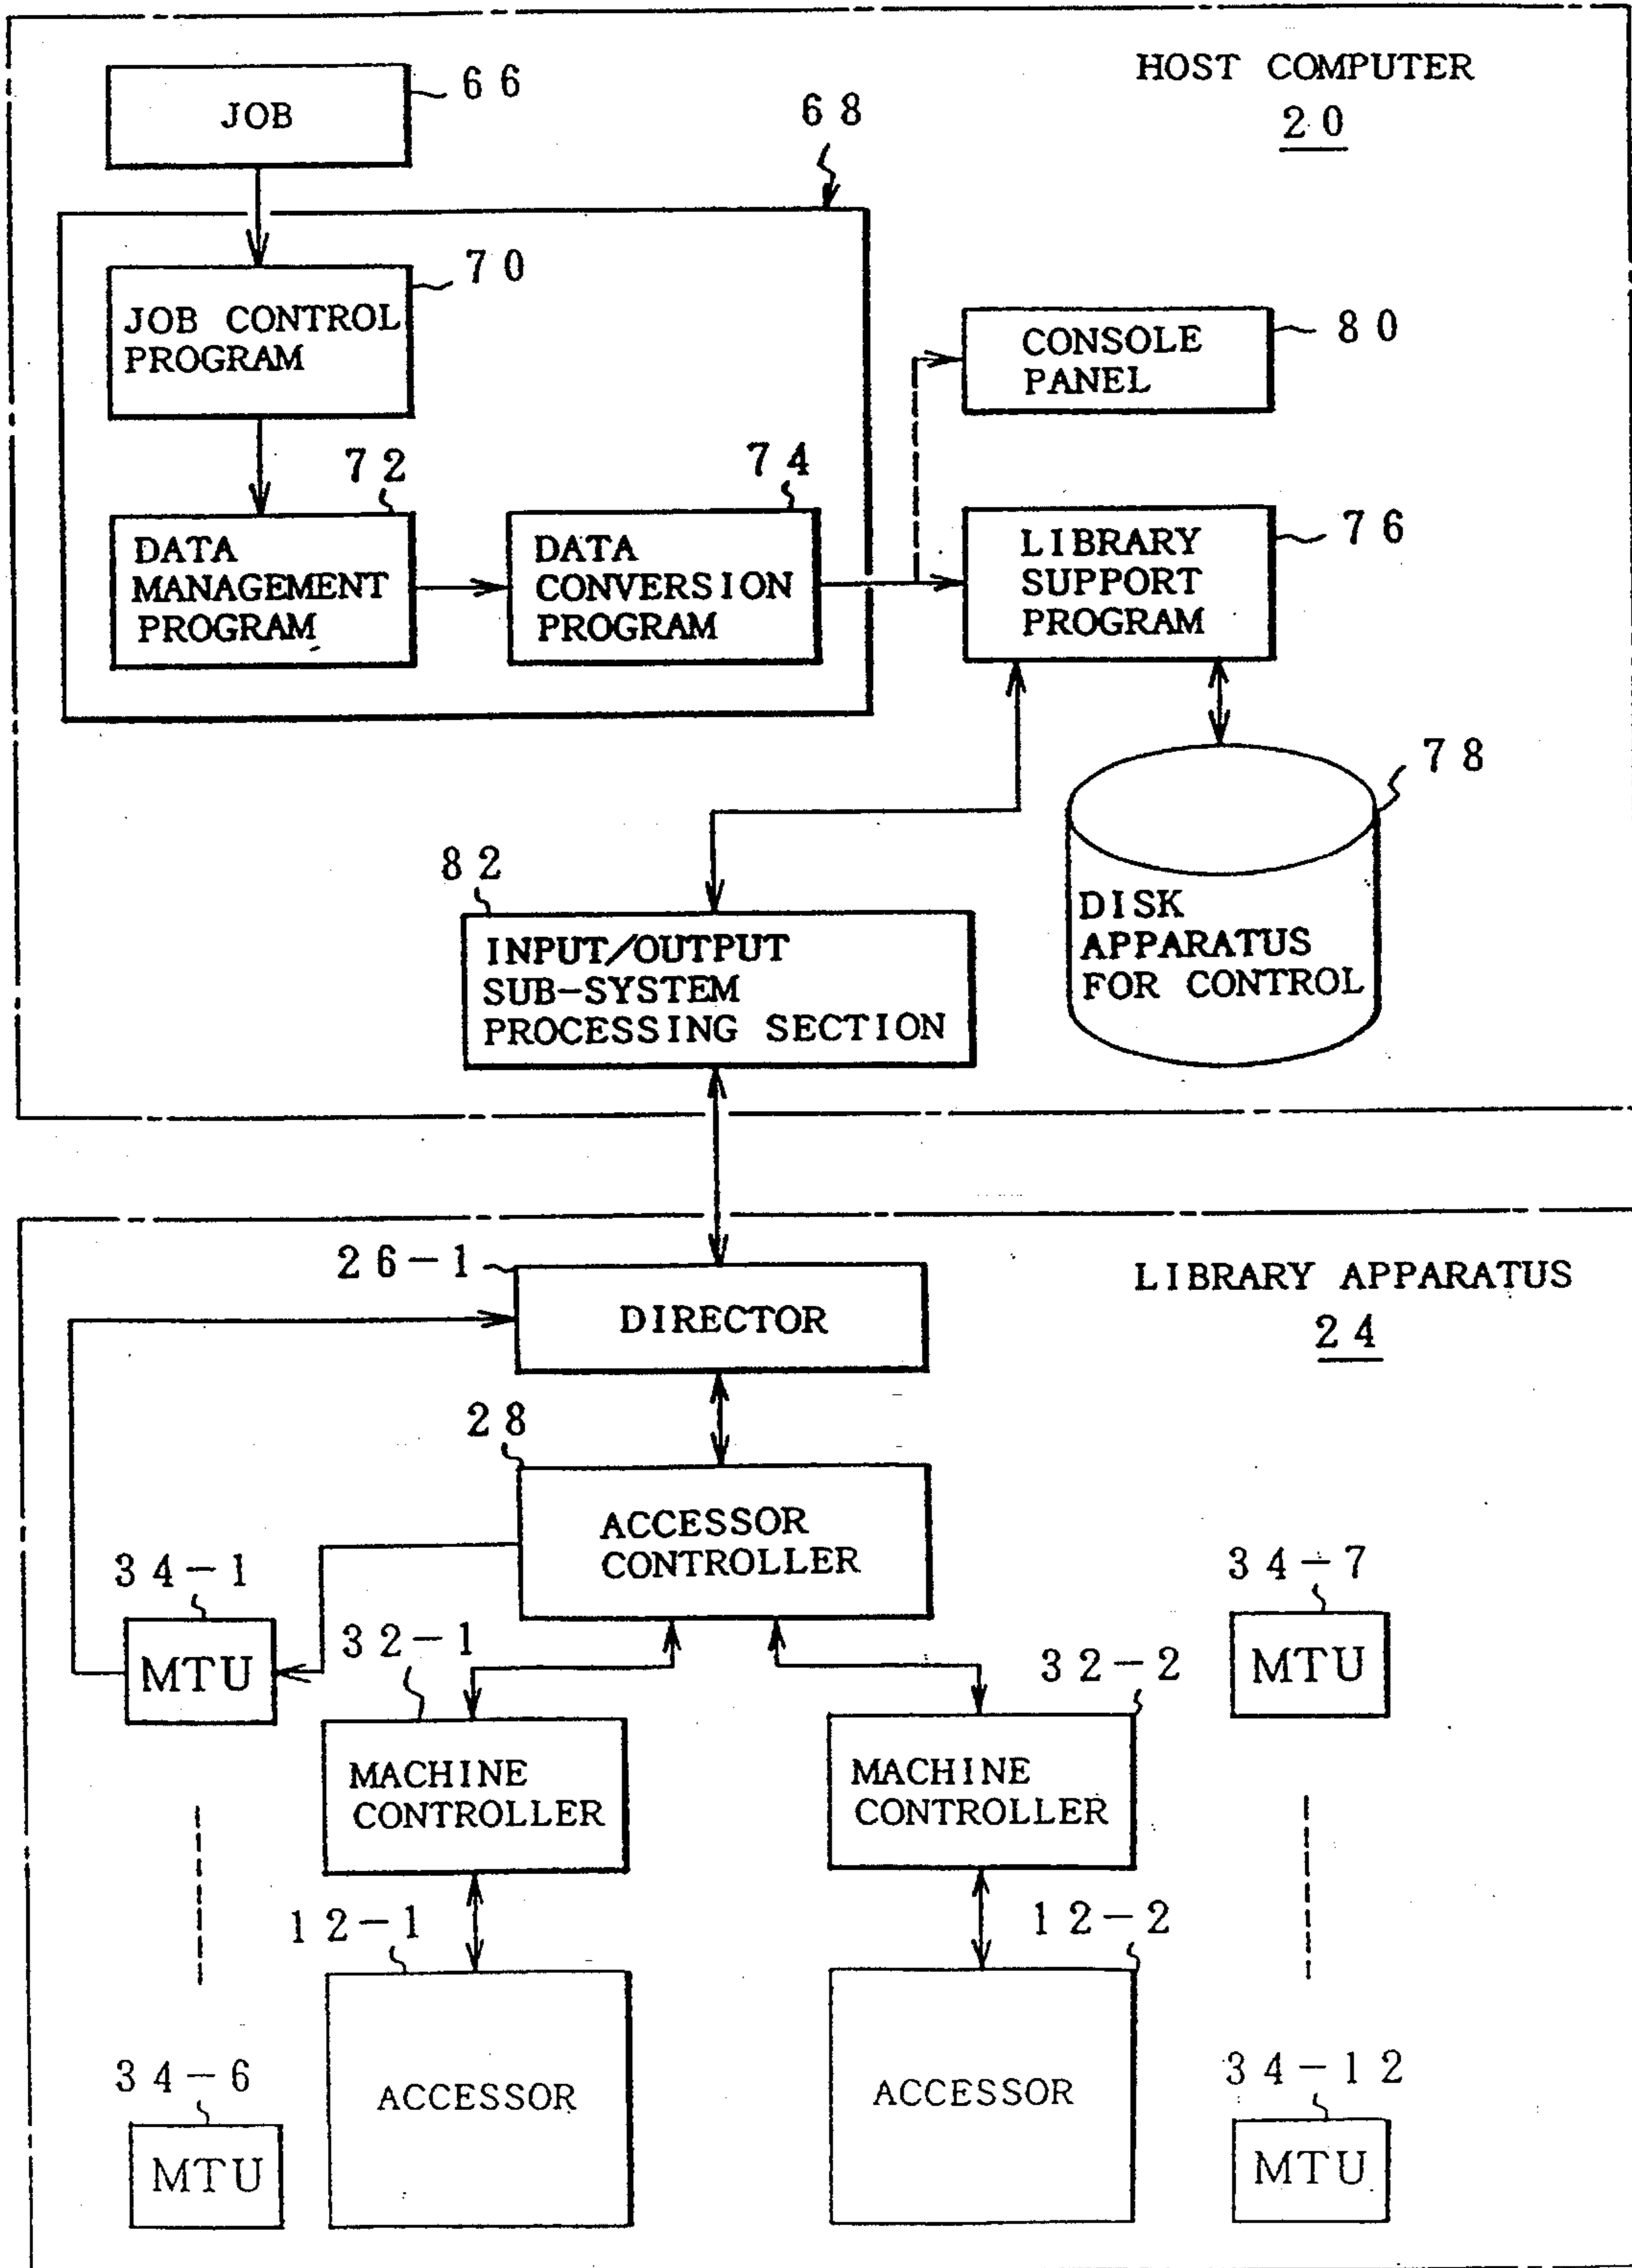 HOST COMPUTER
20
JOB
66
68
JOB CONTROL
PROGRAM
70
CONSOLE
PANEL
80
72
74
DATA
MANAGEMENT
PROGRAM
DATA
CONVERSION
PROGRAM
LIBRARY
SUPPORT
PROGRAM
76
78
DISK
APPARATUS
FOR CONTROL
82
INPUT/OUTPUT
SUB-SYSTEM
PROCESSING SECTION
LIBRARY APPARATUS
24
26-1
DIRECTOR
28
ACCESSOR
CONTROLLER
34-1
MTU
34-7
MTU
32-1
MACHINE
CONTROLLER
32-2
MACHINE
CONTROLLER
12-1
ACCESSOR
12-2
ACCESSOR
34-6
MTU
34-12
MTU